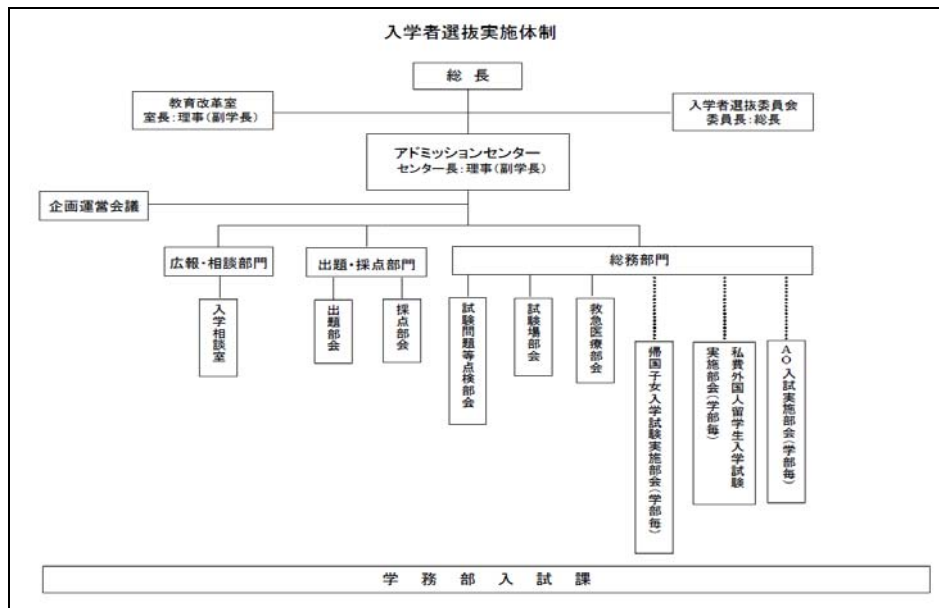 入学者選抜実施体制
総長
教育改革室
室長：理事（副学長）
入学者選抜委員会
委員長：総長
アドミッションセンター
センター長：理事（副学長）
企画運営会議
広報・相談部門
出題・採点部門
総務部門
入学相談室
出題部会
採点部会
試験問題等点検部会
試験場部会
救急医療部会
帰国子女入学試験実施部会（学部毎）
私費外国人留学生入学試験
実施部会（学部毎）
AO入試実施部会（学部毎）
学務部入試課